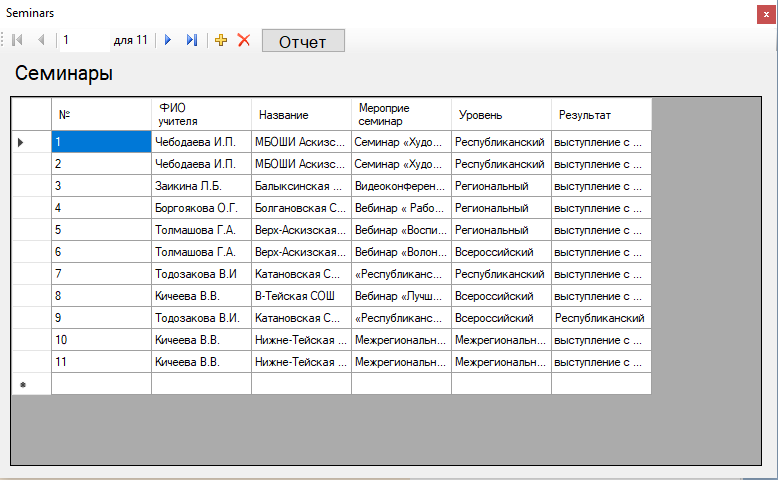 Seminars
1 для 11 Отчет
Семинары
№ ФИО учителя Название Мероприе семинар Уровень Результат
1 Чебодаева И.П. МБОШИ Аскизс... Семинар «Худо... Республиканский выступление с ...
2 Чебодаева И.П. МБОШИ Аскизс... Семинар «Худо... Республиканский выступление с ...
3 Заикина Л.Б. Балыксинская ... Видеоконферен... Региональный выступление с ...
4 Боргоякова О.Г. Болгановская С... Вебинар « Рабо... Региональный выступление с ...
5 Толмашова Г.А. Верх-Аскизская... Вебинар «Воспи... Региональный выступление с ...
6 Толмашова Г.А. Верх-Аскизская... Вебинар «Волон... Всероссийский выступление с ...
7 Тодозакова В.И Катановская С... «Республиканс... Республиканский выступление с ...
8 Кичеева В.В. В-Тейская СОШ Вебинар «Лучш... Всероссийский выступление с ...
9 Тодозакова В.И. Катановская С... «Республиканс... Всероссийский Республиканский
10 Кичеева В.В. Нижне-Тейская ... Межрегиональн... Межрегиональн... выступление с ...
11 Кичеева В.В. Нижне-Тейская ... Межрегиональн... Межрегиональн... выступление с ...